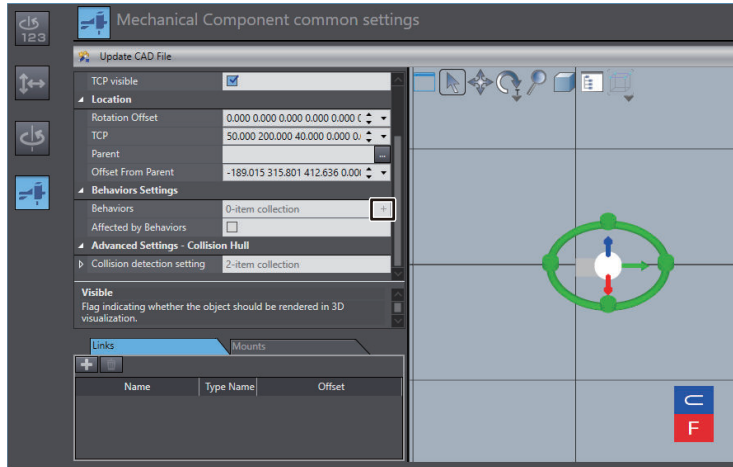 123
Mechanical Component common settings
Update CAD File
TCP visible
Location
Rotation Offset 0.000 0.000 0.000 0.000 0.000
TCP 50.000 200.000 40.000 0.000
Parent ...
Offset From Parent -189.015 315.801 412.636
Behaviors Settings
Behaviors 0-item collection +
Affected by Behaviors
Advanced Settings - Collision Hull
Collision detection setting 2-item collection
Visible
Flag indicating whether the object should be rendered in 3D
visualization.
Links Mounts
Name Type Name Offset
F